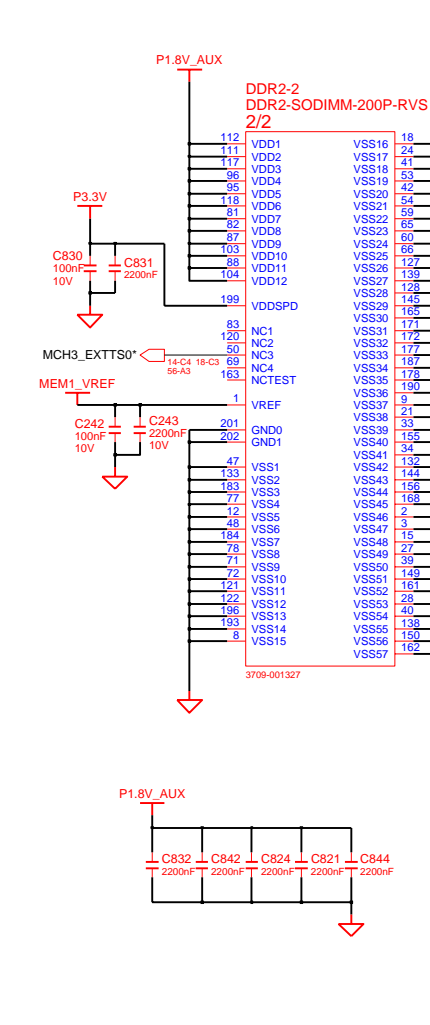 P1.8V_AUX
DDR2-2
DDR2-SODIMM-200P-RVS
2/2
112 VDD1 VSS16 18
111 VDD2 VSS17 24
117 VDD3 VSS18 41
96 VDD4 VSS19 53
95 VDD5 VSS20 42
118 VDD6 VSS21 54
81 VDD7 VSS22 59
82 VDD8 VSS23 65
87 VDD9 VSS24 60
103 VDD10 VSS25 66
88 VDD11 VSS26 127
104 VDD12 VSS27 139
VSS28 128
199 VDDSPD VSS29 145
VSS30 165
83 NC1 VSS31 171
120 NC2 VSS32 172
50 NC3 VSS33 177
69 NC4 VSS34 187
163 NCTEST VSS35 178
VSS36 190
1 VREF VSS37 9
VSS38 21
201 GND0 VSS39 33
202 GND1 VSS40 155
VSS41 34
47 VSS1 VSS42 132
133 VSS2 VSS43 144
183 VSS3 VSS44 156
77 VSS4 VSS45 168
12 VSS5 VSS46 2
48 VSS6 VSS47 3
184 VSS7 VSS48 15
78 VSS8 VSS49 27
71 VSS9 VSS50 39
72 VSS10 VSS51 149
121 VSS11 VSS52 161
122 VSS12 VSS53 28
196 VSS13 VSS54 40
193 VSS14 VSS55 138
8 VSS15 VSS56 150
VSS57 162
3709-001327
P3.3V
C830 C831
100nF 2200nF
10V
MCH3_EXTTS0*
14-C4 18-C3
56-A3
MEM1_VREF
C242 C243
100nF 2200nF
10V 10V
P1.8V_AUX
C832 C842 C824 C821 C844
2200nF 2200nF 2200nF 2200nF 2200nF